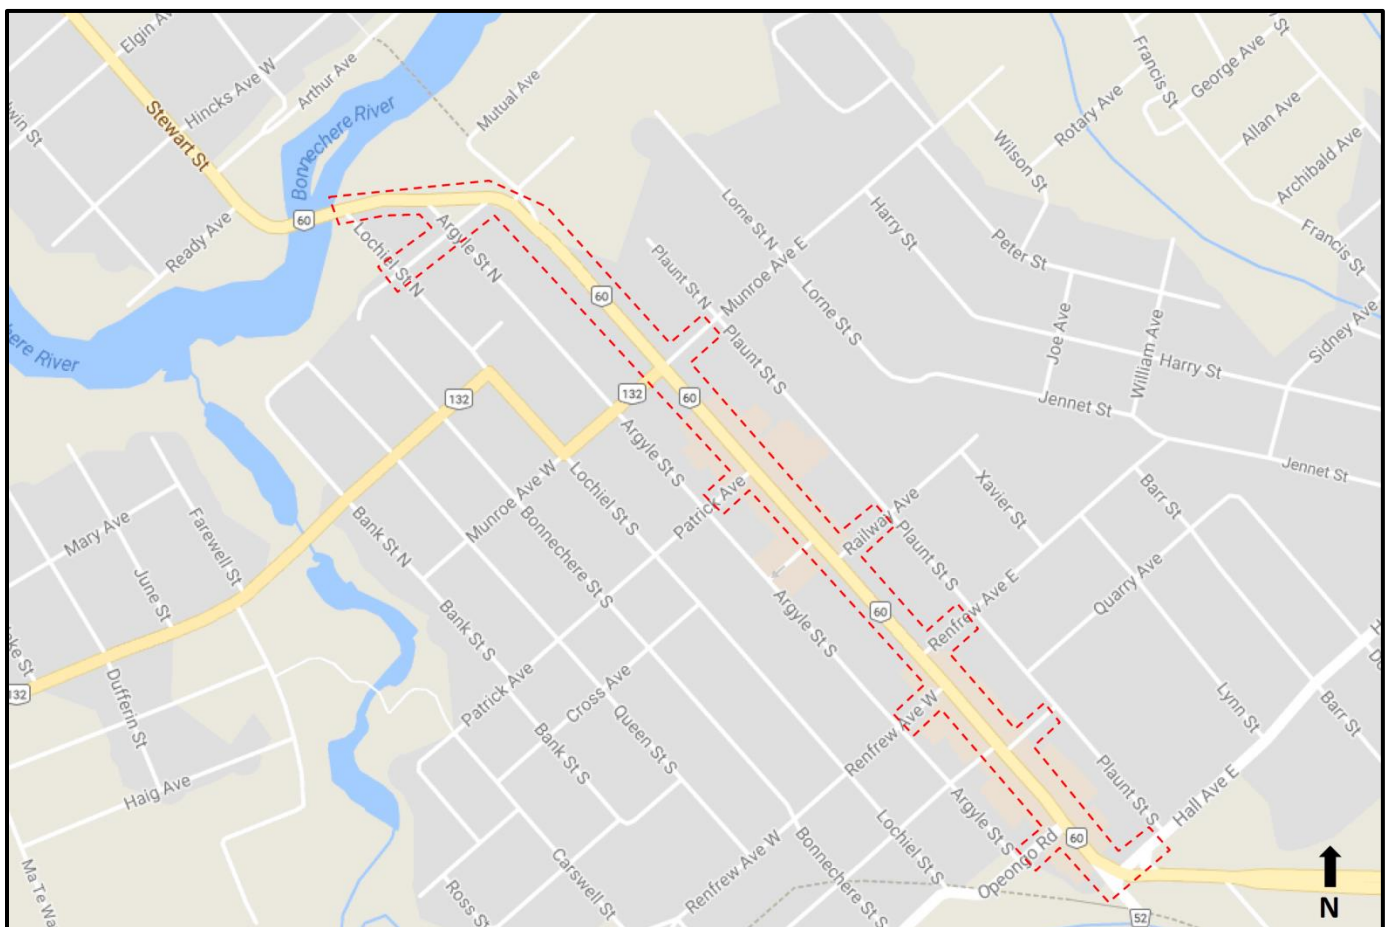 Elgin A
Hincks Ave W
Arthur Ave
Mutual Ave
St
George Ave
Francis St
Rotary Ave
Allan Ave
Archibald Ave
Stewart St
Bonnechere River
win St
Wilson St
Lorne St N
Harry St
Peter St
Francis St
60
Ready Ave
Lochiel St N
Argyle St N
60
Plaunt St N
Munroe Ave E
Lorne St S
Joe Ave
William Ave
Sidney Ave
ere River
Plaunt St S
Harry St
132
132
60
Jennet St
Argyle St S
Jennet St
Munroe Ave W
Lochiel St S
Patrick Ave
Railway Ave
Xavier St
Barr St
Mary Ave
Farewell St
Bank St N
Bonnechere St S
Plaunt St S
Quarry Ave
June St
Bank St S
Argyle St S
60
Renfrew Ave E
ke St
132
Dufferin St
Patrick Ave
Cross Ave
Queen St S
Bank St S
Renfrew Ave W
Lynn St
Barr St
Haig Ave
Plaunt St S
Hall Ave E
Argyle St S
Lochiel St S
60
Opeongo Rd
Ma Te Wa
Ross St
Carswell St
Renfrew Ave W
Bonnechere St S
52
N